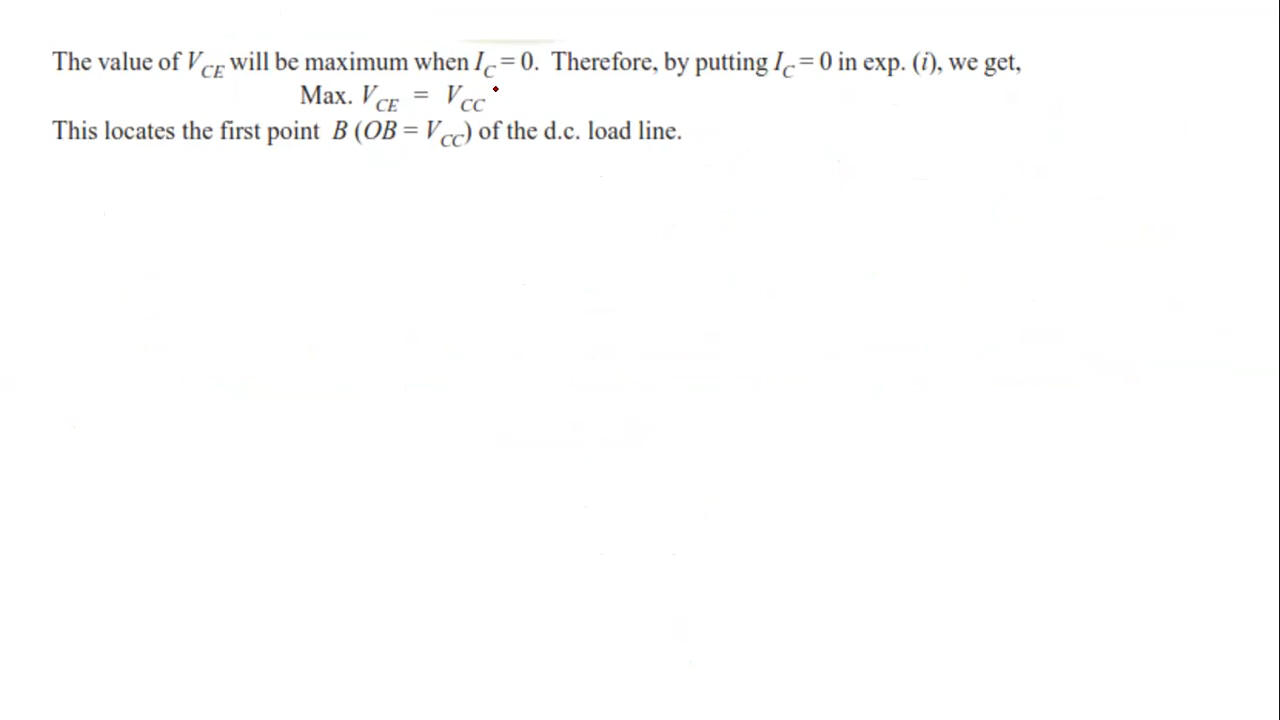 The value of V_CE will be maximum when I_C = 0. Therefore, by putting I_C = 0 in exp. (i), we get,
Max. V_CE = V_CC
This locates the first point B (OB = V_CC) of the d.c. load line.